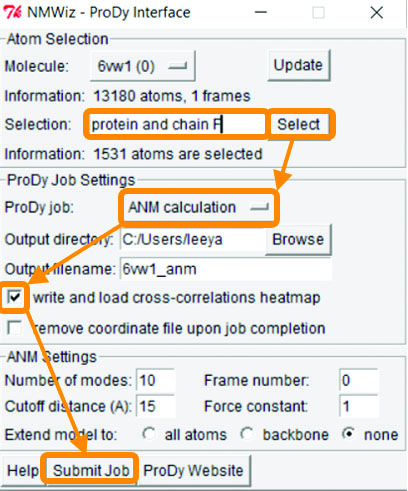 NMWiz - ProDy Interface
Atom Selection
Molecule: 6vw1 (0) Update
Information: 13180 atoms, 1 frames
Selection: protein and chain F Select
Information: 1531 atoms are selected
ProDy Job Settings
ProDy job: ANM calculation
Output directory: C:/Users/leeya Browse
Output filename: 6vw1_anm
write and load cross-correlations heatmap
remove coordinate file upon job completion
ANM Settings
Number of modes: 10 Frame number: 0
Cutoff distance (A): 15 Force constant: 1
Extend model to: all atoms backbone none
Help Submit Job ProDy Website